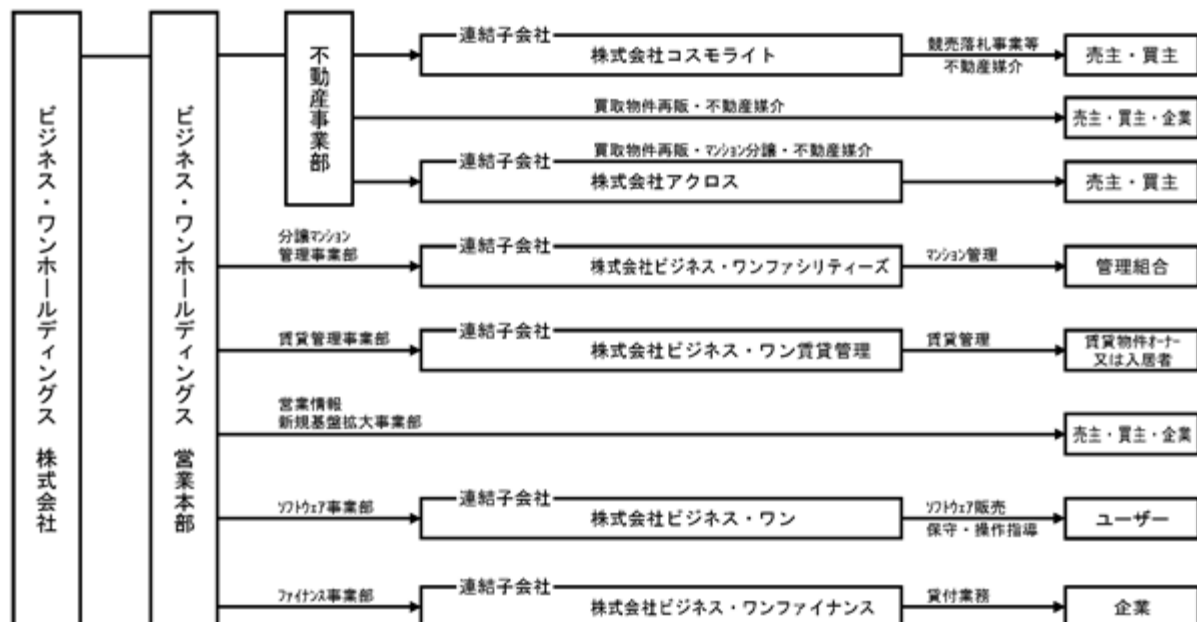 ビジネス・ワンホールディングス 株式会社
ビジネス・ワンホールディングス 営業本部
不動産事業部
連結子会社
株式会社コスモライト
競売落札事業等
不動産媒介
売主・買主
買取物件再販・不動産媒介
売主・買主・企業
買取物件再販・マンション分譲・不動産媒介
連結子会社
株式会社アクロス
売主・買主
分譲マンション
管理事業部
連結子会社
株式会社ビジネス・ワンファシリティーズ
マンション管理
管理組合
賃貸管理事業部
連結子会社
株式会社ビジネス・ワン賃貸管理
賃貸管理
賃貸物件オーナー
又は入居者
営業情報
新規基盤拡大事業部
売主・買主・企業
ソフトウェア事業部
連結子会社
株式会社ビジネス・ワン
ソフトウェア販売
保守・操作指導
ユーザー
ファイナンス事業部
連結子会社
株式会社ビジネス・ワンファイナンス
貸付業務
企業